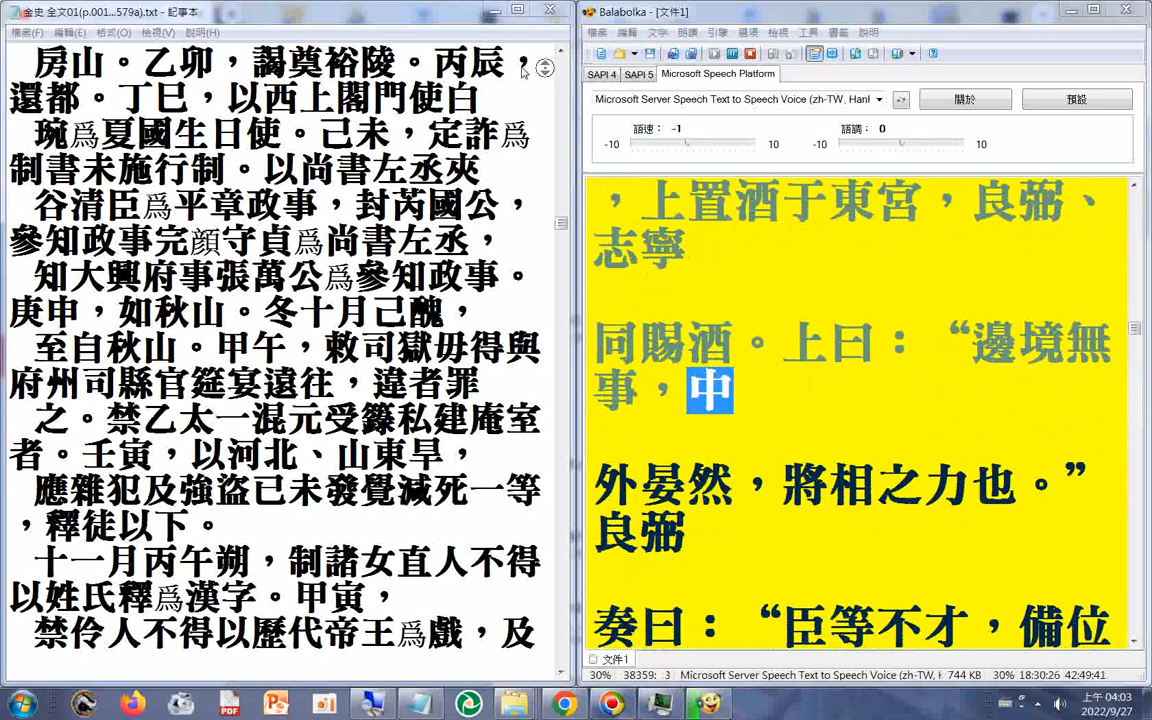 金史 全文01(p.001...579a).txt - 記事本
檔案(F) 編輯(E) 格式(O) 檢視(V) 說明(H)
房山。乙卯，謁奠裕陵。丙辰，
還都。丁巳，以西上閣門使白
琬爲夏國生日使。己未，定詐爲
制書未施行制。以尚書左丞夾
谷清臣爲平章政事，封芮國公，
參知政事完顏守貞爲尚書左丞，
知大興府事張萬公爲參知政事。
庚申，如秋山。冬十月己醜，
至自秋山。甲午，敕司獄毋得與
府州司縣官筵宴還往，違者罪
之。禁乙太一混元受籙私建庵室
者。壬寅，以河北、山東旱，
應雜犯及強盜已未發覺減死一等
，釋徒以下。
十一月丙午朔，制諸女直人不得
以姓氏釋爲漢字。甲寅，
禁伶人不得以歷代帝王爲戲，及
Balabolka - [文件1]
檔案 編輯 文字 朗讀 引擎 選項 檢視 工具 書籤 說明
SAPI 4 SAPI 5 Microsoft Speech Platform
Microsoft Server Speech Text to Speech Voice (zh-TW, Hanl 關於 預設
語速： -1 語調： 0
-10 10 -10 10
，上置酒于東宮，良弼、
志寧
同賜酒。上曰：“邊境無
事，中
外晏然，將相之力也。”
良弼
奏曰：“臣等不才，備位
文件1
30% 38359: 3 Microsoft Server Speech Text to Speech Voice (zh-TW, H 744 KB 30% 18:30:26 42:49:41
上午 04:03
2022/9/27